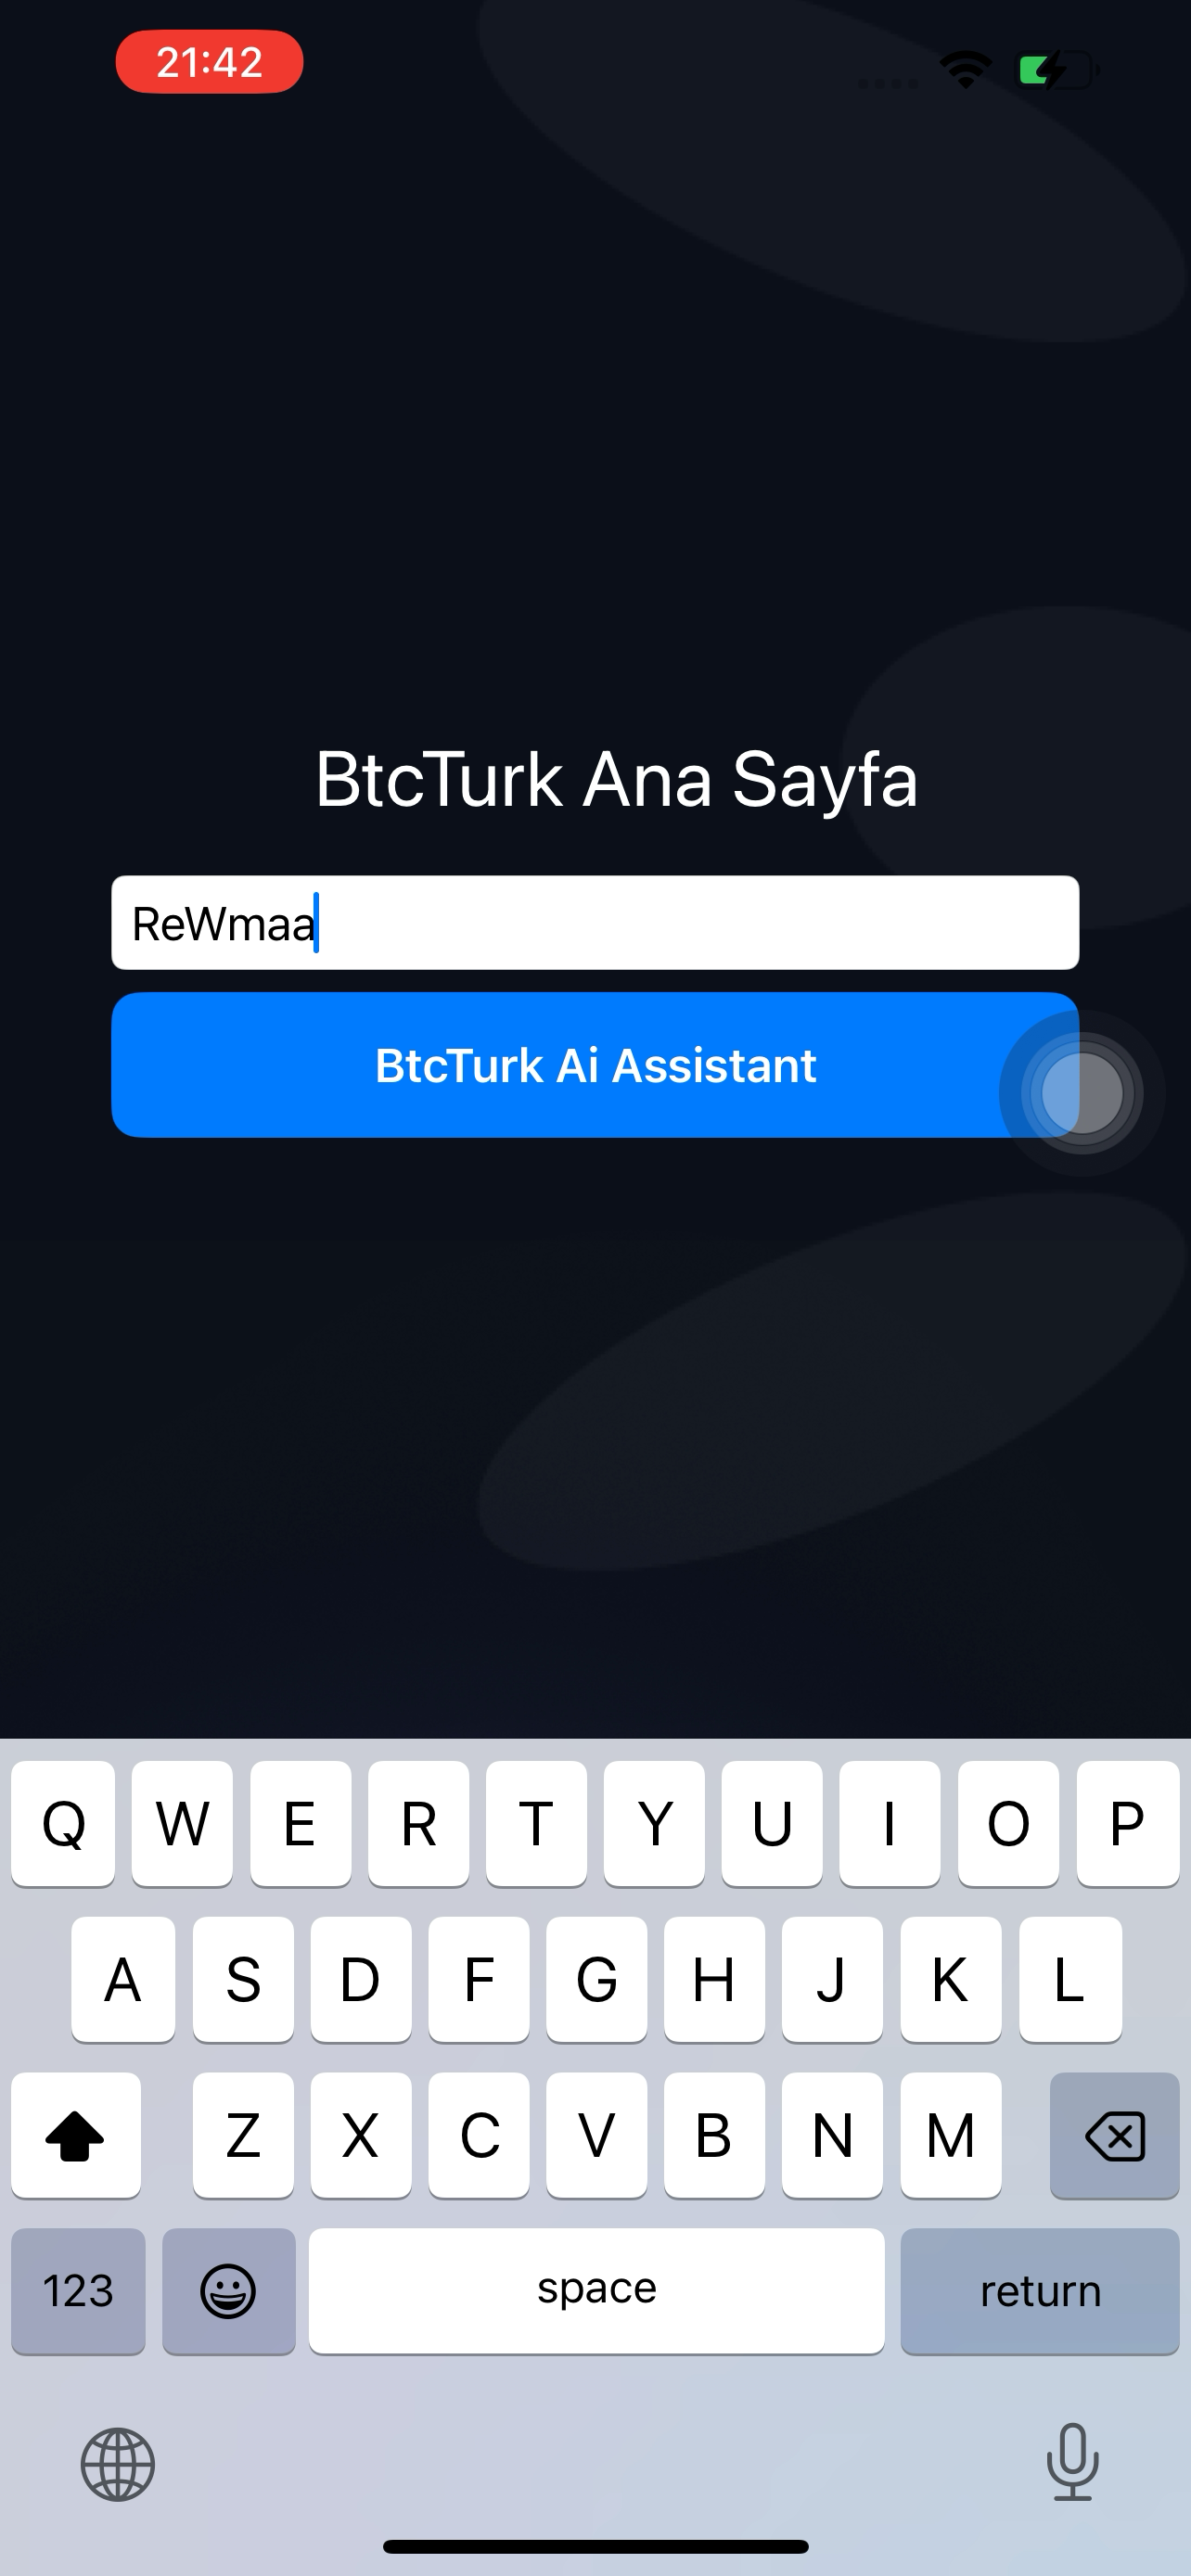 21:42
BtcTurk Ana Sayfa
ReWmaa
BtcTurk Ai Assistant
Q W E R T Y U I O P
A S D F G H J K L
Z X C V B N M
123 space return